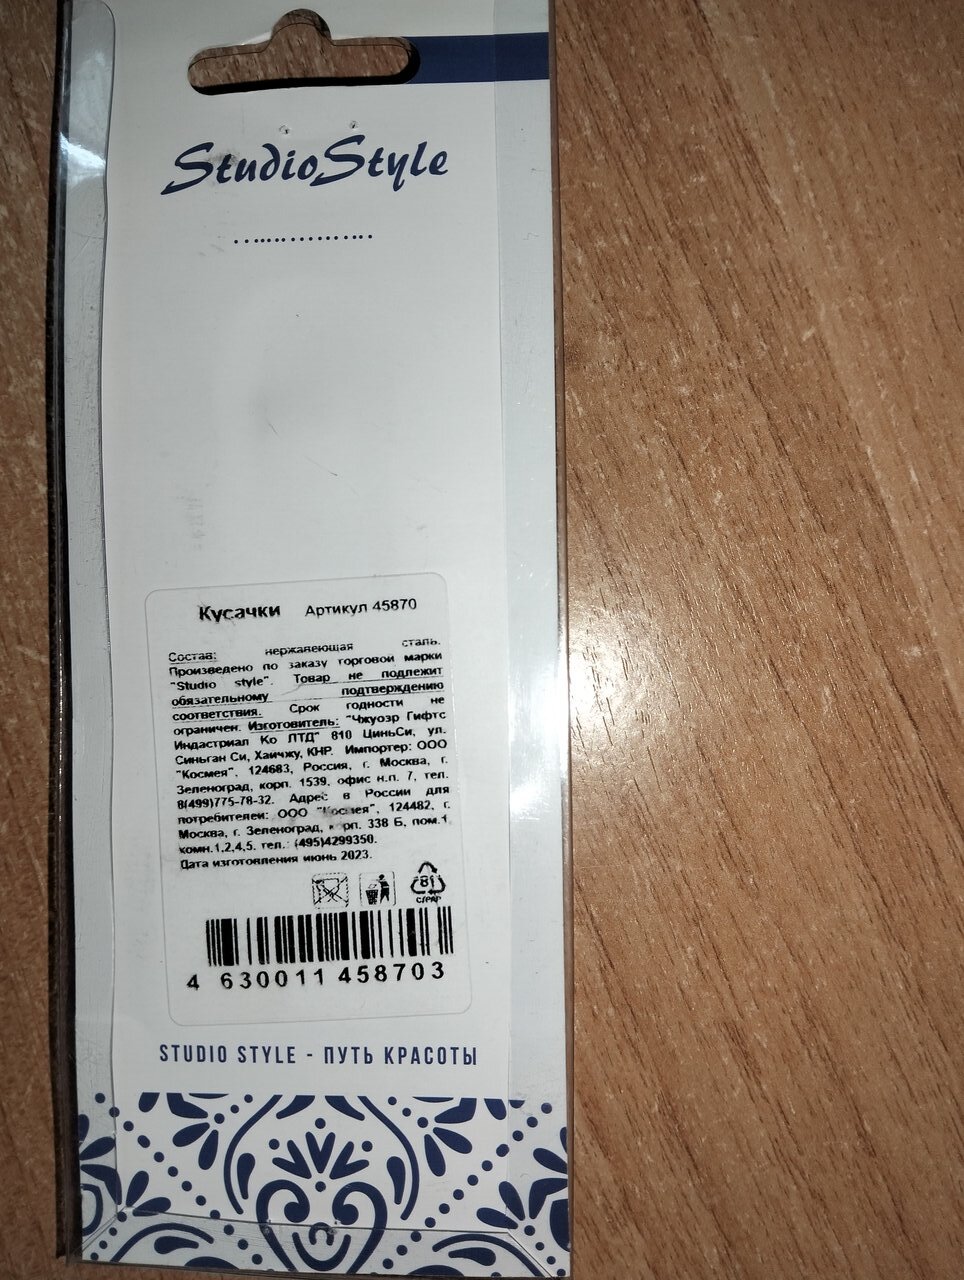 StudioStyle
Кусачки Артикул 45870
Состав: нержавеющая сталь.
Произведено по заказу торговой марки
"Studio style". Товар не подлежит
обязательному подтверждению
соответствия. Срок годности не
ограничен. Изготовитель: "Чжуоэр Гифтс
Индастриал Ко ЛТД" 810 ЦиньСи, ул.
Синьган Си, Хайчжу, КНР. Импортер: ООО
"Космея", 124683, Россия, г. Москва, г.
Зеленоград, корп. 1539, офис н.п. 7, тел.
8(499)775-78-32. Адрес в России для
потребителей: ООО "Космея", 124482, г.
Москва, г. Зеленоград, корп. 338 Б, пом.1
комн.1,2,4,5. тел.: (495)4299350.
Дата изготовления июнь 2023.
81
C/PAP
4 630011 458703
STUDIO STYLE - ПУТЬ КРАСОТЫ